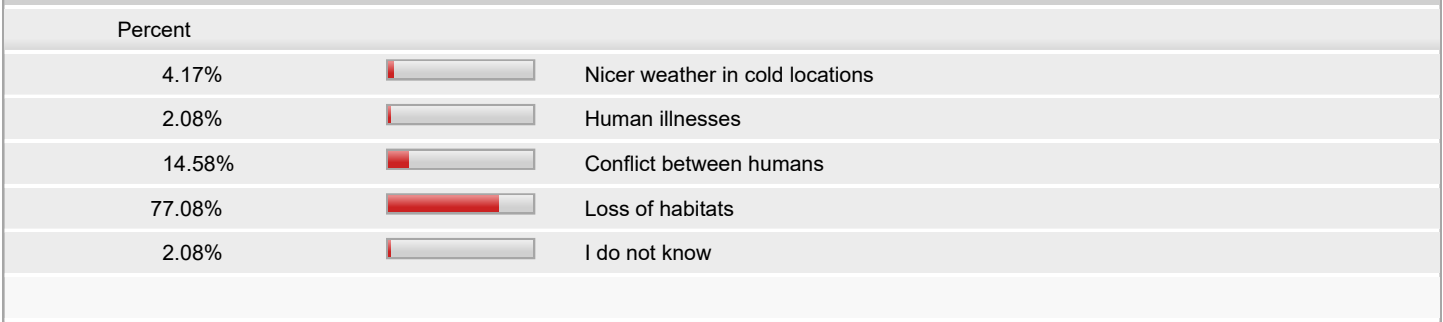 Percent
4.17% Nicer weather in cold locations
2.08% Human illnesses
14.58% Conflict between humans
77.08% Loss of habitats
2.08% I do not know